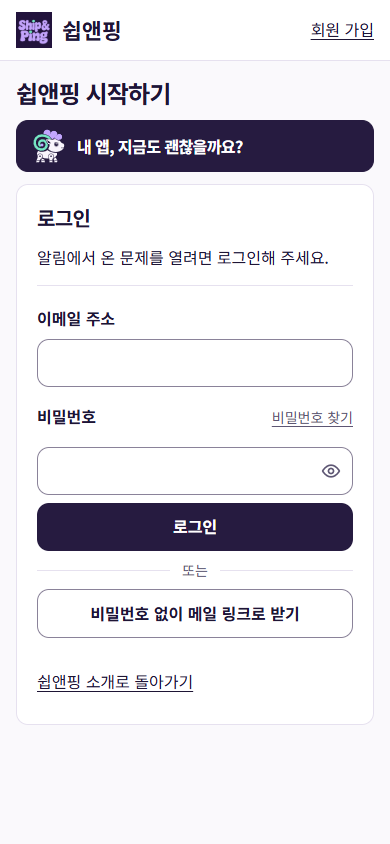 Ship&
Ping
쉽앤핑
회원 가입
쉽앤핑 시작하기
내 앱, 지금도 괜찮을까요?
로그인
알림에서 온 문제를 열려면 로그인해 주세요.
이메일 주소
비밀번호
비밀번호 찾기
로그인
또는
비밀번호 없이 메일 링크로 받기
쉽앤핑 소개로 돌아가기